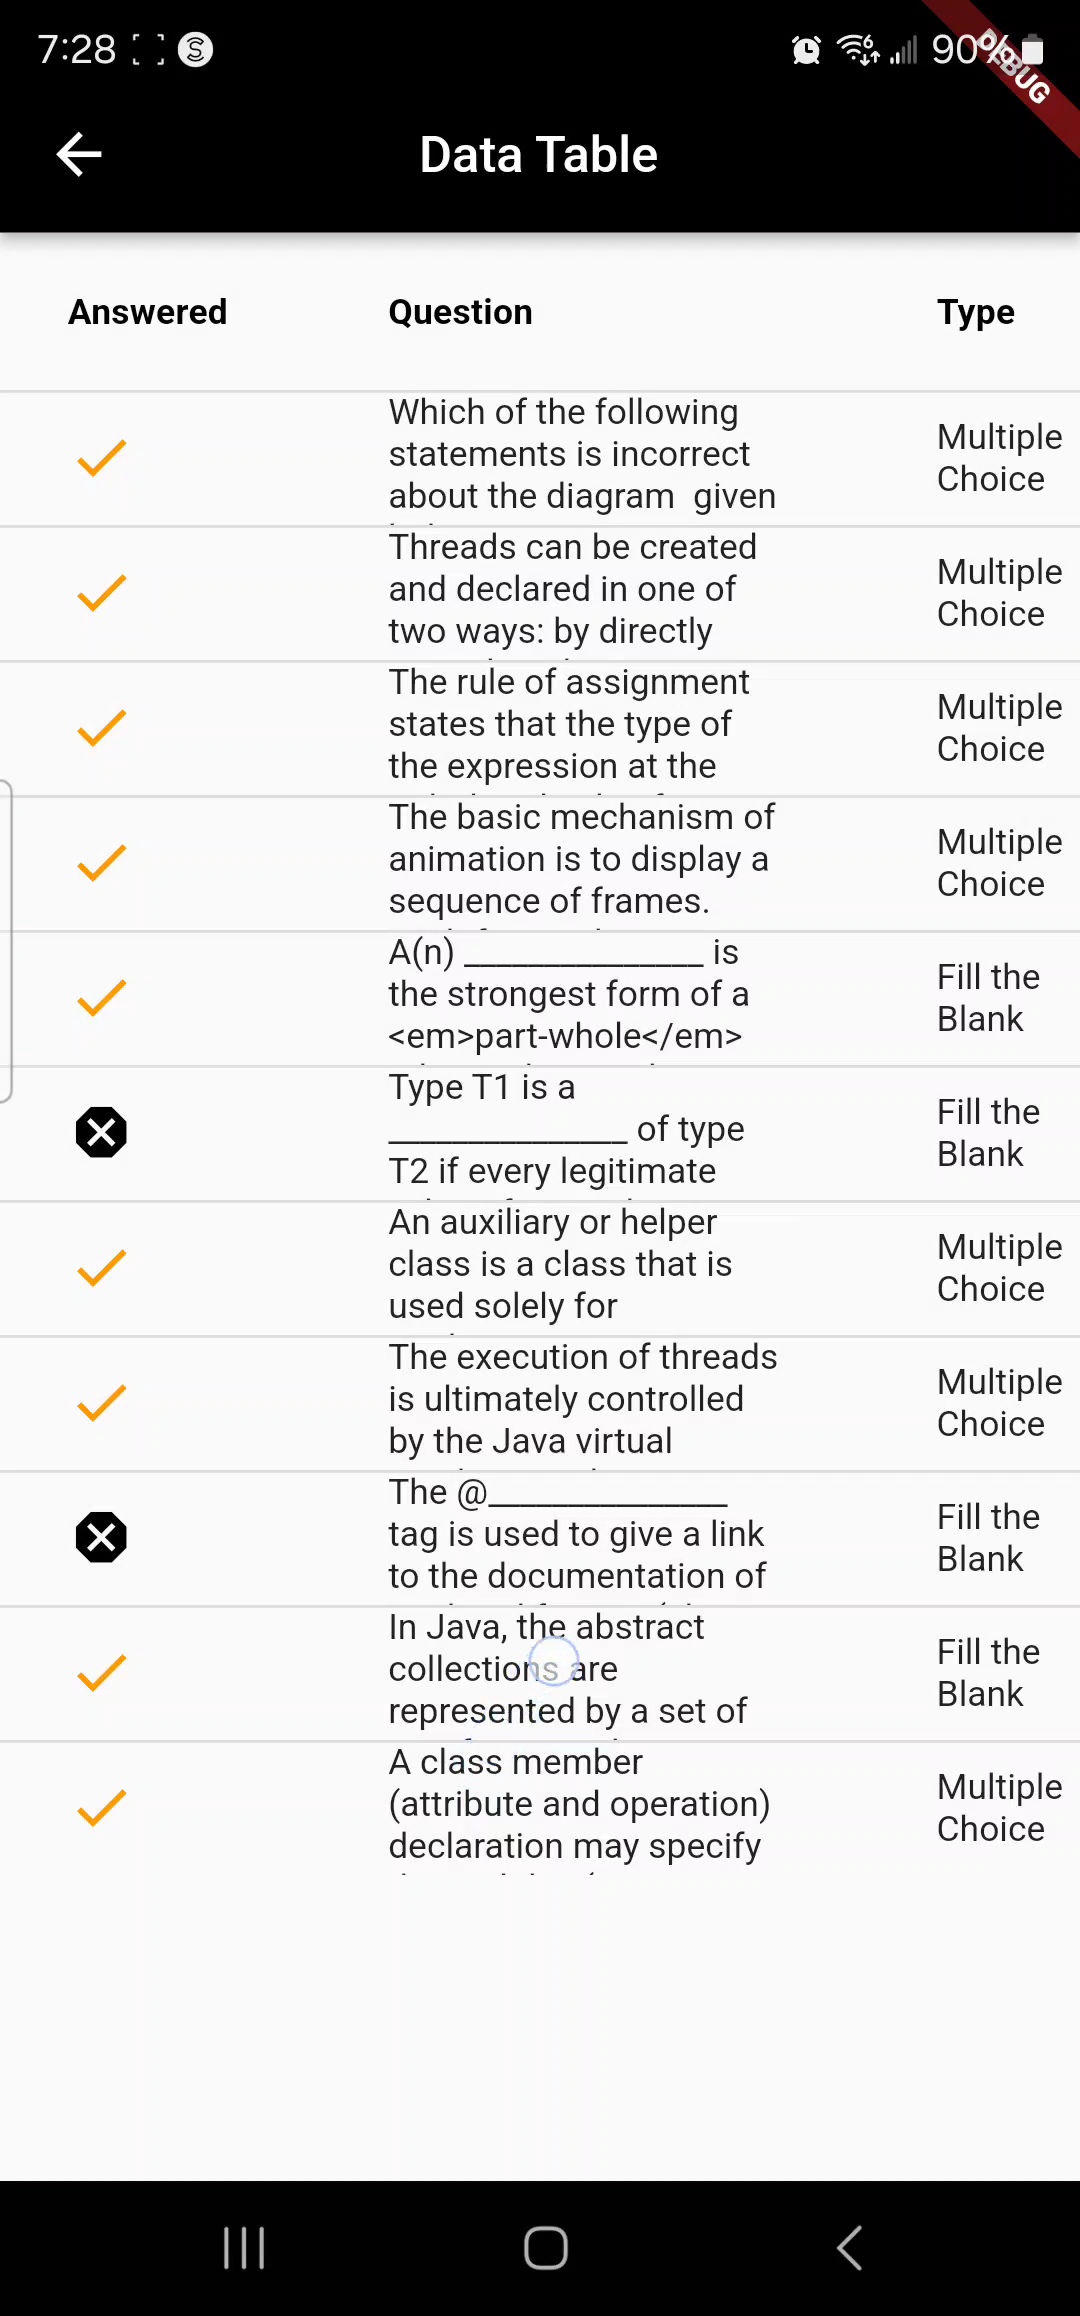 7:28
90%
DEBUG
Data Table
Answered Question Type
Which of the following
statements is incorrect
about the diagram  given
Multiple
Choice
Threads can be created
and declared in one of
two ways: by directly
Multiple
Choice
The rule of assignment
states that the type of
the expression at the
Multiple
Choice
The basic mechanism of
animation is to display a
sequence of frames.
Multiple
Choice
A(n) _______________ is
the strongest form of a
<em>part-whole</em>
Fill the
Blank
Type T1 is a
_______________ of type
T2 if every legitimate
Fill the
Blank
An auxiliary or helper
class is a class that is
used solely for
Multiple
Choice
The execution of threads
is ultimately controlled
by the Java virtual
Multiple
Choice
The @_______________
tag is used to give a link
to the documentation of
Fill the
Blank
In Java, the abstract
collections are
represented by a set of
Fill the
Blank
A class member
(attribute and operation)
declaration may specify
Multiple
Choice